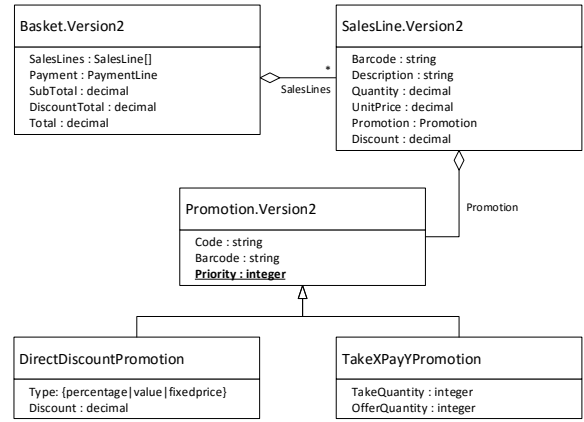 Basket.Version2
SalesLines : SalesLine[]
Payment : PaymentLine
SubTotal : decimal
DiscountTotal : decimal
Total : decimal
SalesLine.Version2
Barcode : string
Description : string
Quantity : decimal
UnitPrice : decimal
Promotion : Promotion
Discount : decimal
*
SalesLines
Promotion
Promotion.Version2
Code : string
Barcode : string
Priority : integer
DirectDiscountPromotion
Type: {percentage|value|fixedprice}
Discount : decimal
TakeXPayYPromotion
TakeQuantity : integer
OfferQuantity : integer